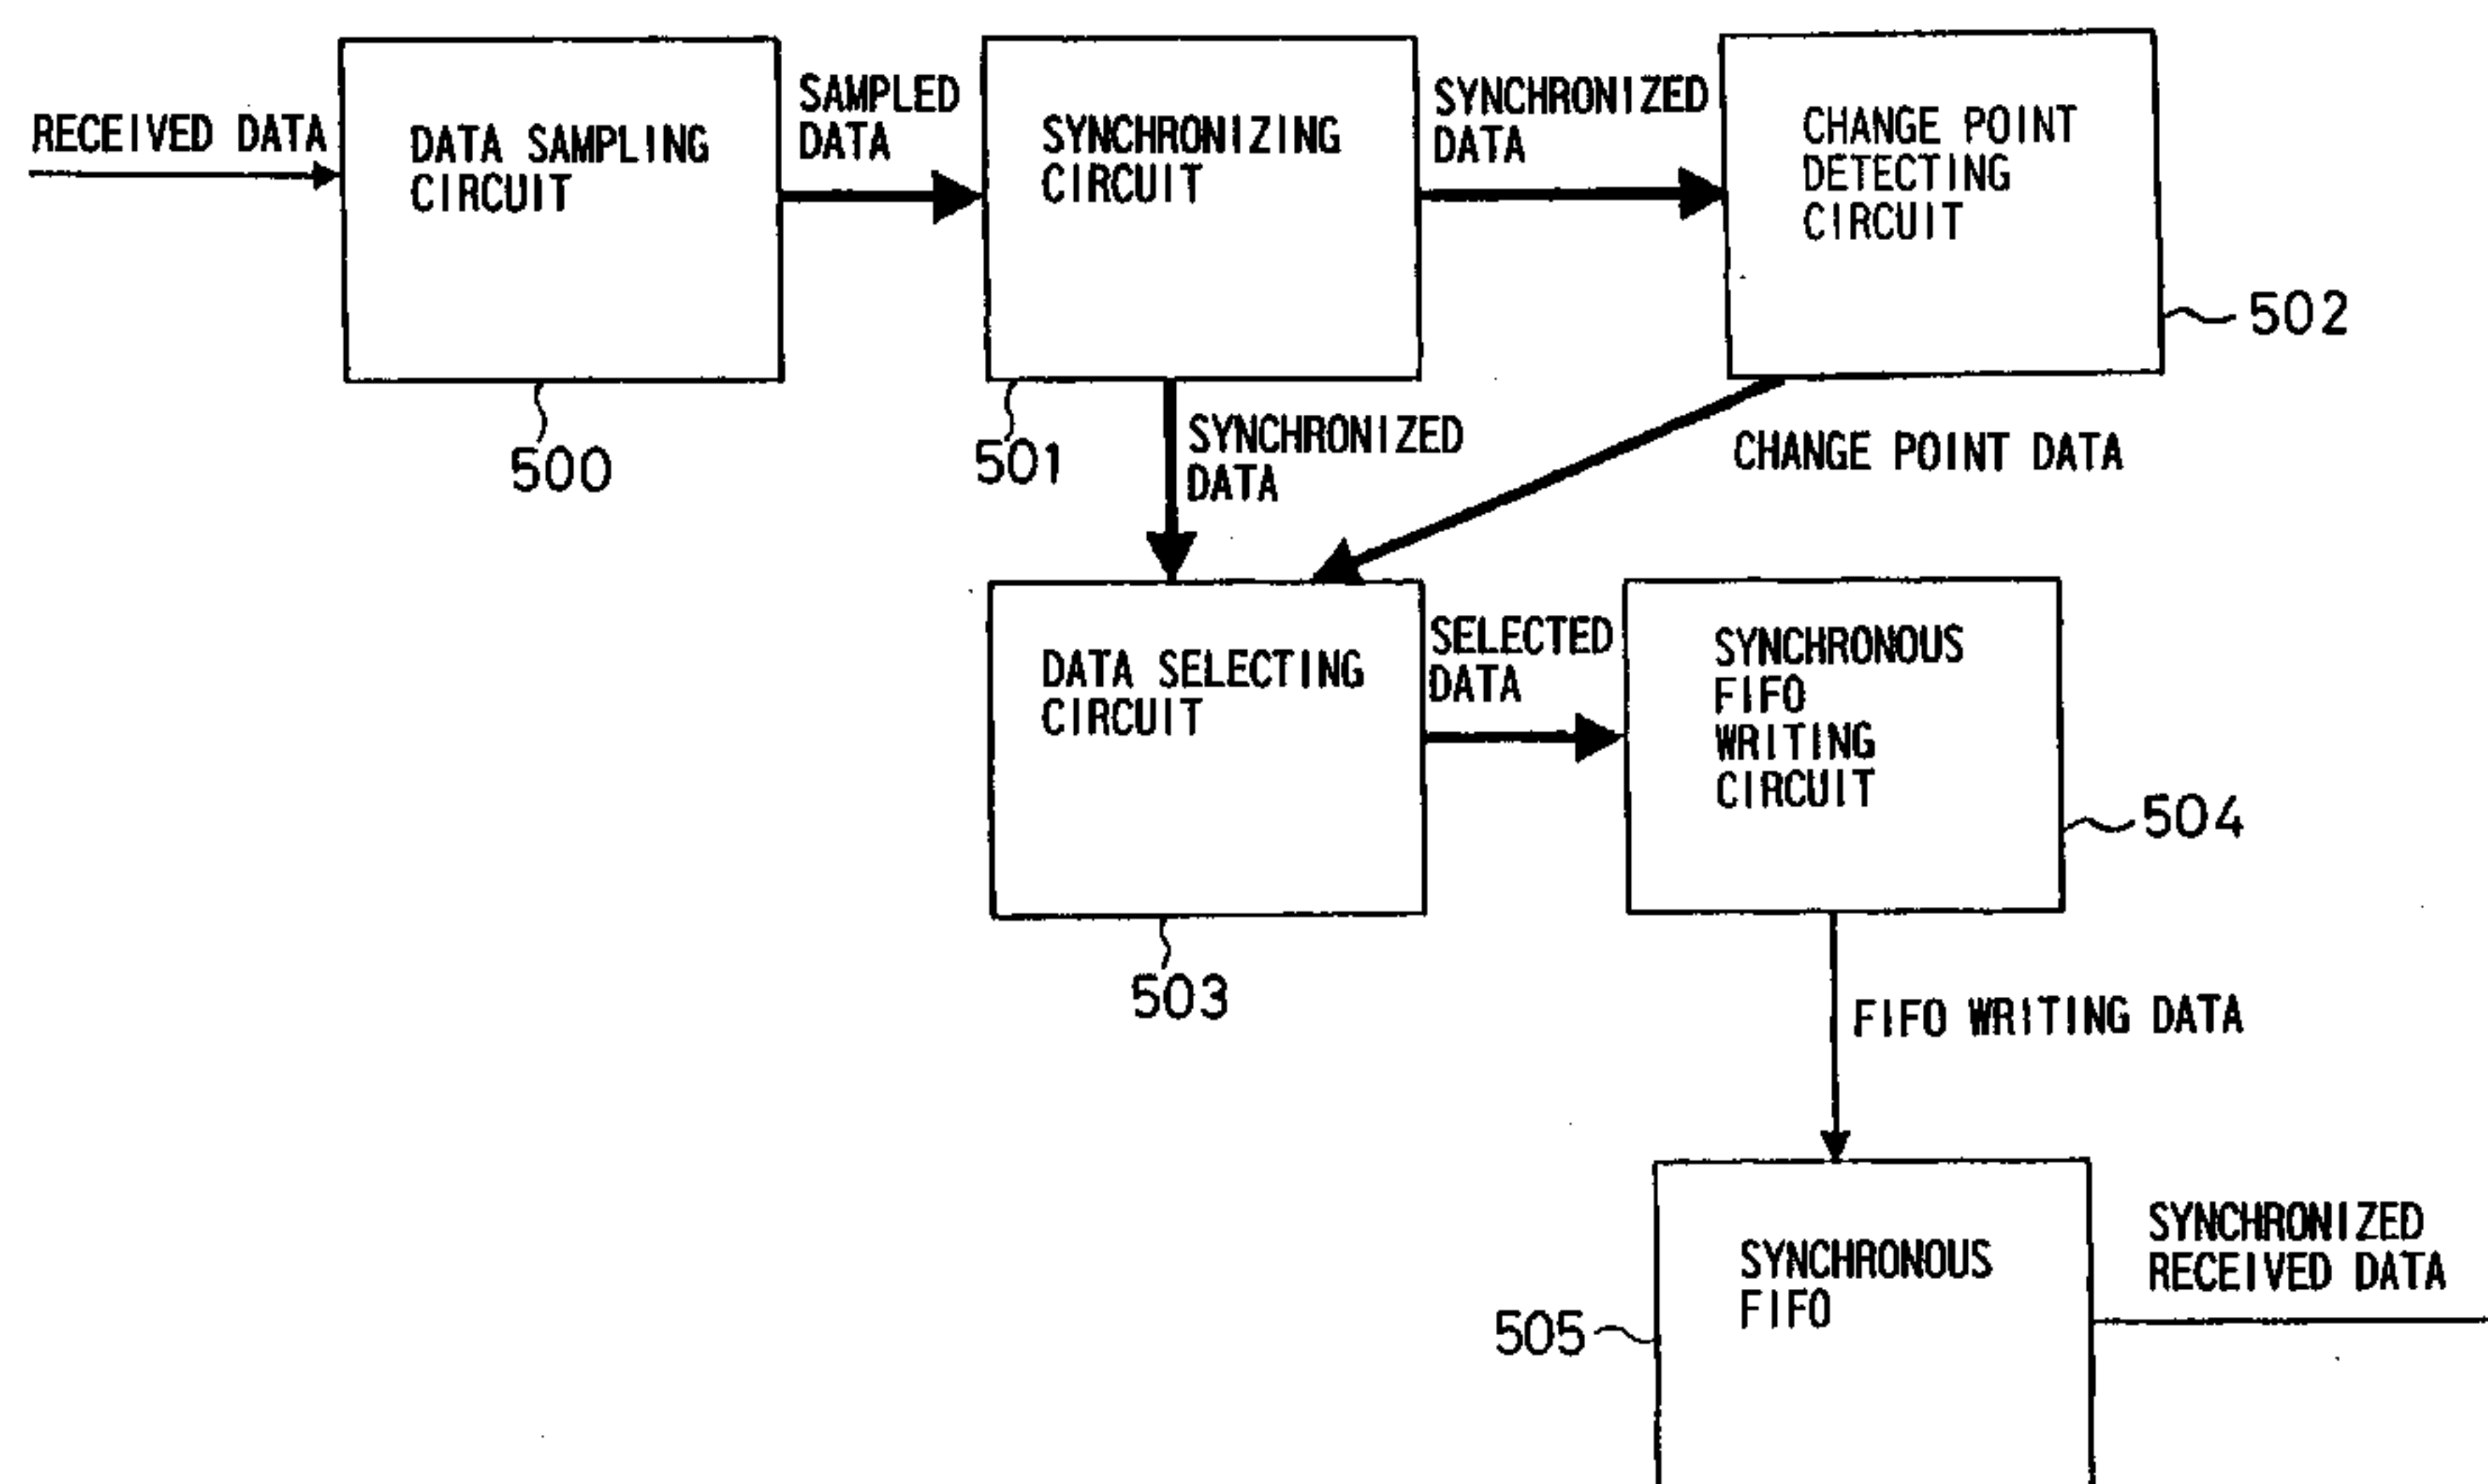 RECEIVED DATA
DATA SAMPLING
CIRCUIT
500
SAMPLED
DATA
SYNCHRONIZING
CIRCUIT
501
SYNCHRONIZED
DATA
CHANGE POINT
DETECTING
CIRCUIT
502
SYNCHRONIZED
DATA
CHANGE POINT DATA
DATA SELECTING
CIRCUIT
503
SELECTED
DATA
SYNCHRONOUS
FIFO
WRITING
CIRCUIT
504
FIFO WRITING DATA
SYNCHRONOUS
FIFO
505
SYNCHRONIZED
RECEIVED DATA